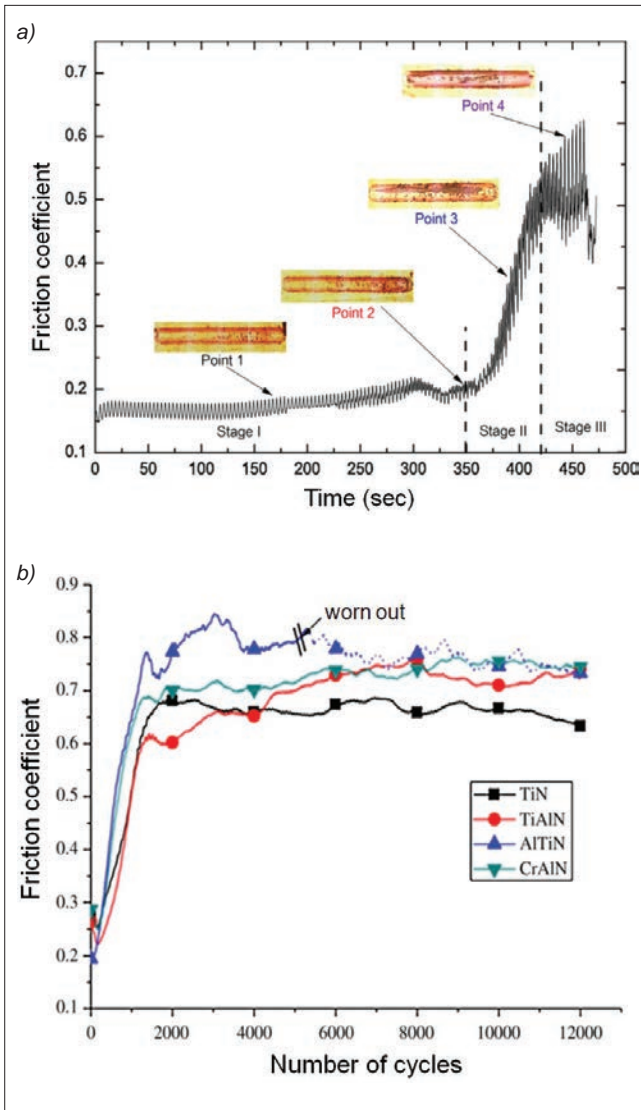 a)
0.7
0.6
0.5
0.4
0.3
0.2
0.1
Friction coefficient
Point 4
Point 3
Point 2
Point 1
Stage I
Stage II
Stage III
0 50 100 150 200 250 300 350 400 450 500
Time (sec)
b)
0.9
0.8
0.7
0.6
0.5
0.4
0.3
0.2
0.1
Friction coefficient
worn out
TiN
TiAlN
AlTiN
CrAlN
0 2000 4000 6000 8000 10000 12000
Number of cycles